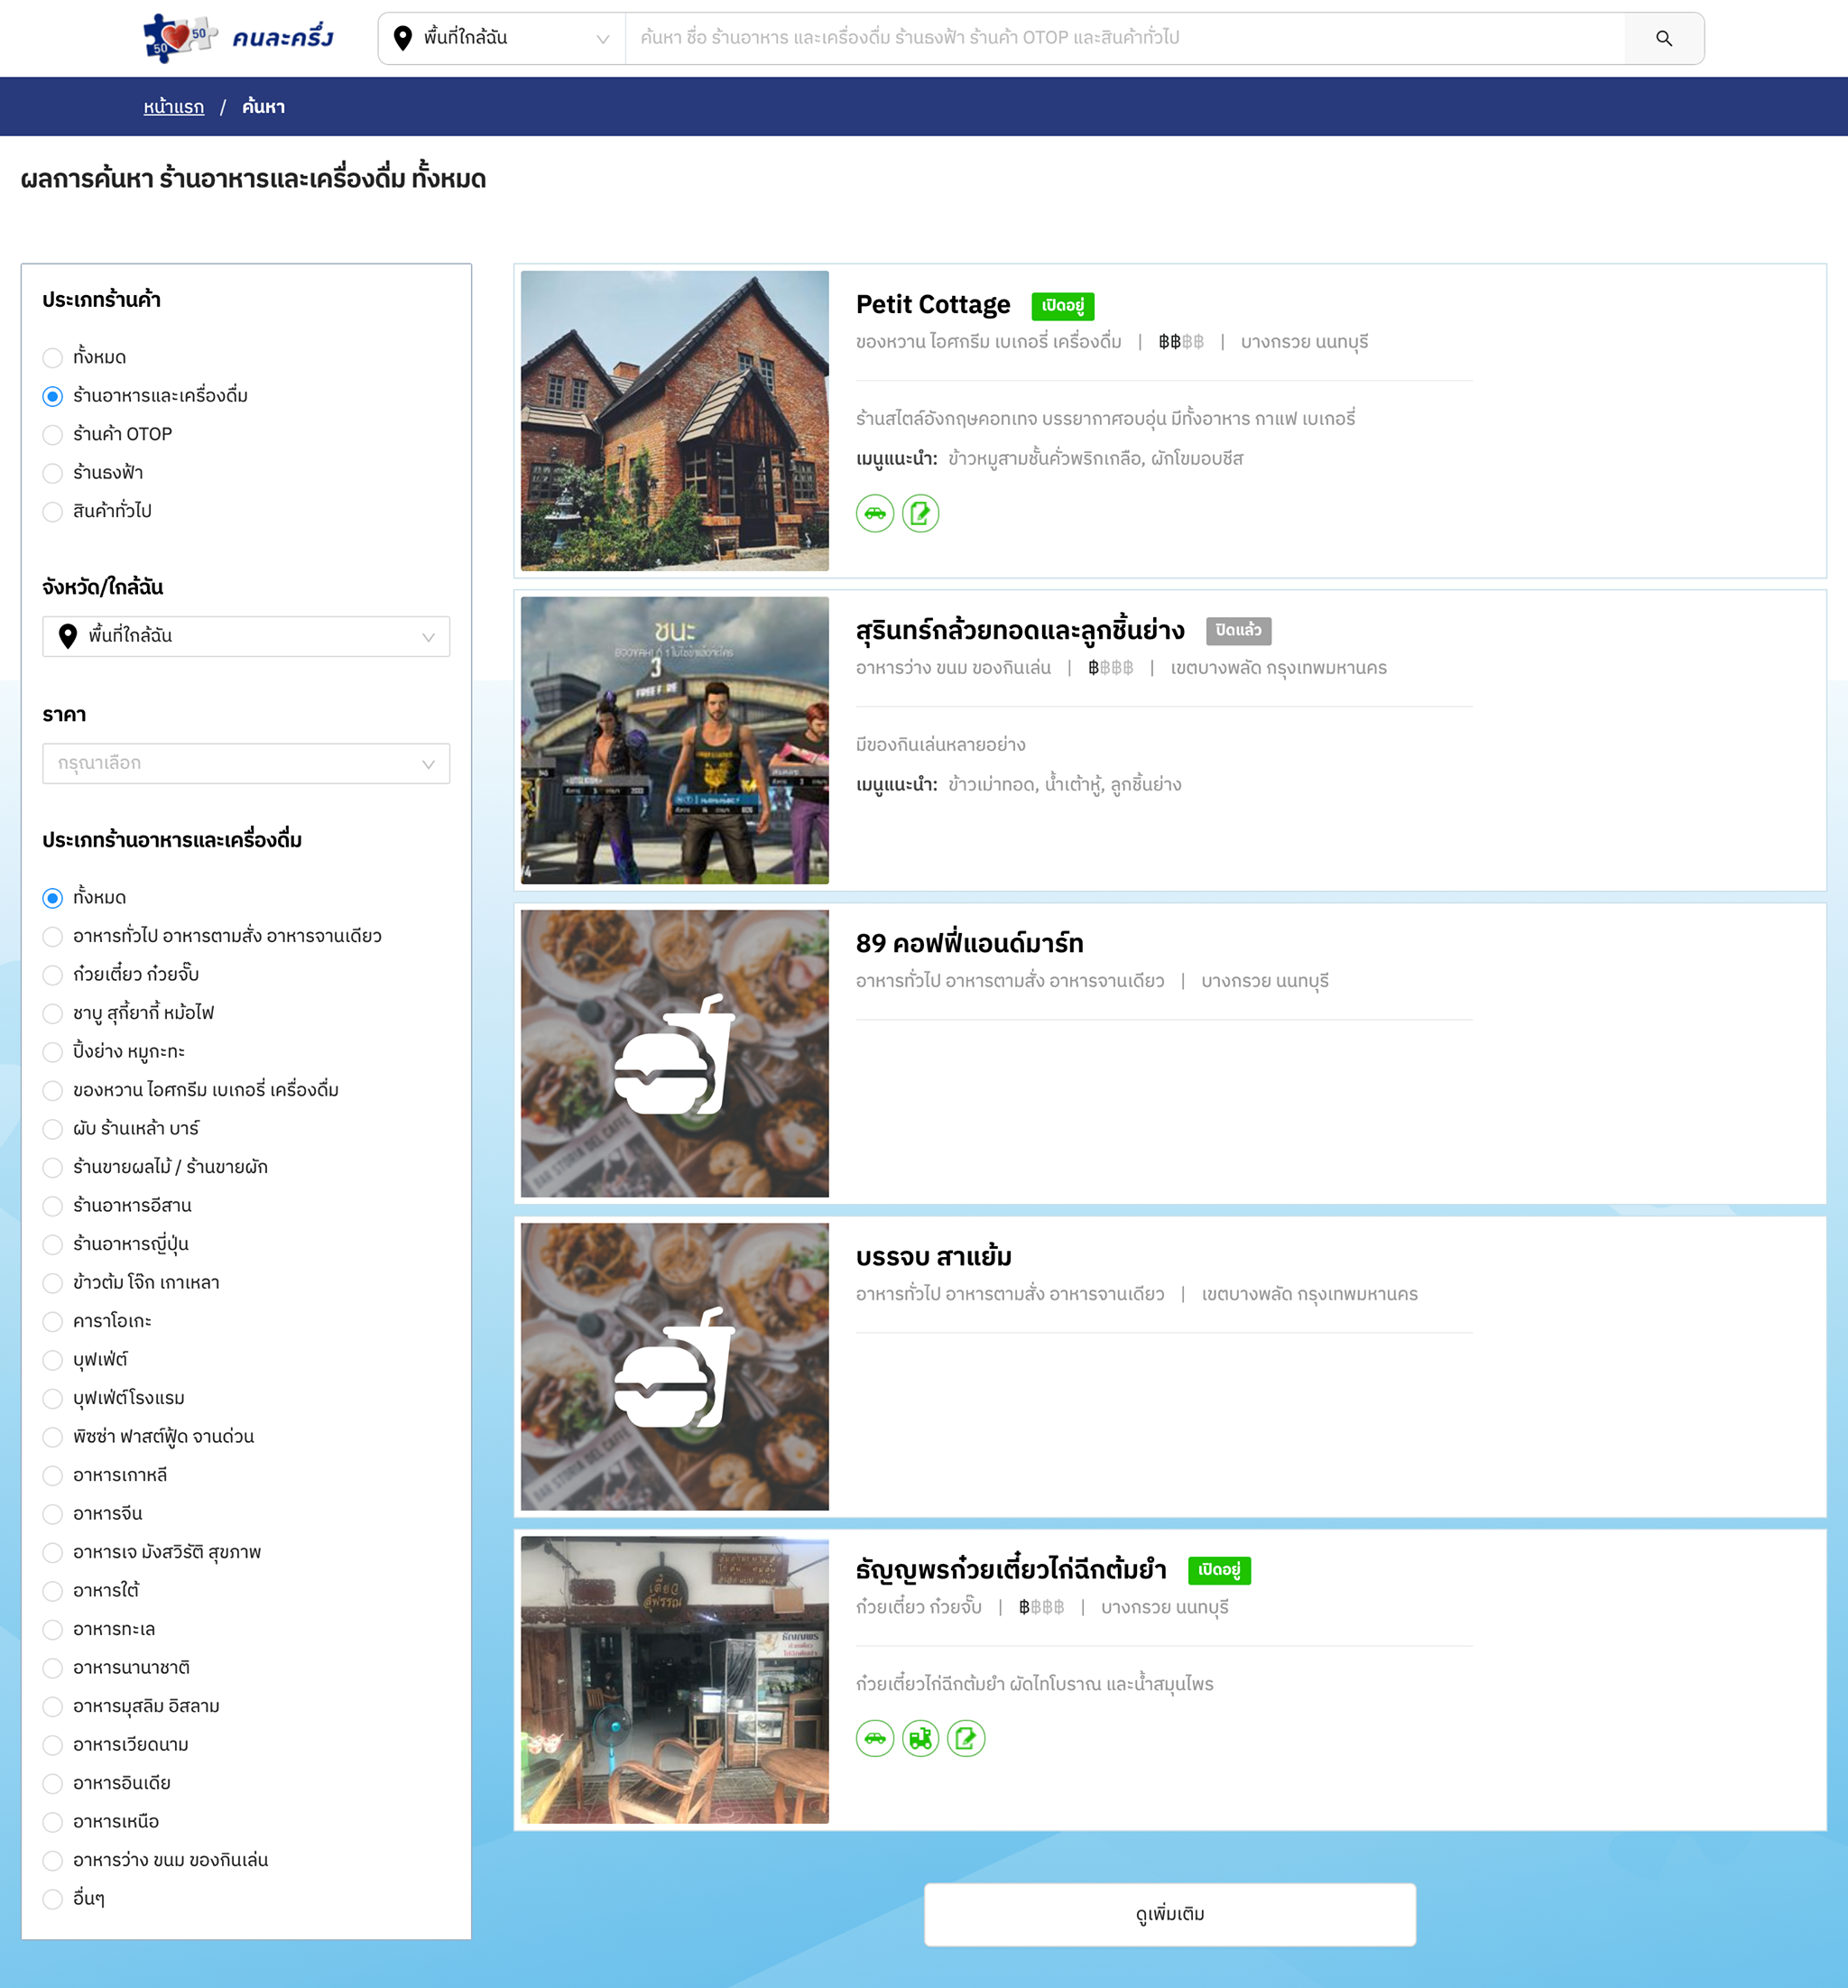 50 50 คนละครึ่ง
พื้นที่ใกล้ฉัน
ค้นหา ชื่อ ร้านอาหาร และเครื่องดื่ม ร้านธงฟ้า ร้านค้า OTOP และสินค้าทั่วไป
หน้าแรก / ค้นหา
ผลการค้นหา ร้านอาหารและเครื่องดื่ม ทั้งหมด
ประเภทร้านค้า
ทั้งหมด
ร้านอาหารและเครื่องดื่ม
ร้านค้า OTOP
ร้านธงฟ้า
สินค้าทั่วไป
จังหวัด/ใกล้ฉัน
พื้นที่ใกล้ฉัน
ราคา
กรุณาเลือก
ประเภทร้านอาหารและเครื่องดื่ม
ทั้งหมด
อาหารทั่วไป อาหารตามสั่ง อาหารจานเดียว
ก๋วยเตี๋ยว ก๋วยจั๊บ
ชาบู สุกี้ยากี้ หม้อไฟ
ปิ้งย่าง หมูกะทะ
ของหวาน ไอศกรีม เบเกอรี่ เครื่องดื่ม
ผับ ร้านเหล้า บาร์
ร้านขายผลไม้ / ร้านขายผัก
ร้านอาหารอีสาน
ร้านอาหารญี่ปุ่น
ข้าวต้ม โจ๊ก เกาเหลา
คาราโอเกะ
บุฟเฟ่ต์
บุฟเฟ่ต์โรงแรม
พิซซ่า ฟาสต์ฟู้ด จานด่วน
อาหารเกาหลี
อาหารจีน
อาหารเจ มังสวิรัติ สุขภาพ
อาหารใต้
อาหารทะเล
อาหารนานาชาติ
อาหารมุสลิม อิสลาม
อาหารเวียดนาม
อาหารอินเดีย
อาหารเหนือ
อาหารว่าง ขนม ของกินเล่น
อื่นๆ
Petit Cottage เปิดอยู่
ของหวาน ไอศกรีม เบเกอรี่ เครื่องดื่ม | ฿฿฿฿ | บางกรวย นนทบุรี
ร้านสไตล์อังกฤษคอทเทจ บรรยากาศอบอุ่น มีทั้งอาหาร กาแฟ เบเกอรี่
เมนูแนะนำ: ข้าวหมูสามชั้นคั่วพริกเกลือ, ผักโขมอบชีส
ชนะ
3
FREE FIRE
สุรินทร์กล้วยทอดและลูกชิ้นย่าง ปิดแล้ว
อาหารว่าง ขนม ของกินเล่น | ฿฿฿฿ | เขตบางพลัด กรุงเทพมหานคร
มีของกินเล่นหลายอย่าง
เมนูแนะนำ: ข้าวเม่าทอด, น้ำเต้าหู้, ลูกชิ้นย่าง
BAR STORIA DEL CAFFE
89 คอฟฟี่แอนด์มาร์ท
อาหารทั่วไป อาหารตามสั่ง อาหารจานเดียว | บางกรวย นนทบุรี
BAR STORIA DEL CAFFE
บรรจบ สาแย้ม
อาหารทั่วไป อาหารตามสั่ง อาหารจานเดียว | เขตบางพลัด กรุงเทพมหานคร
เตี๋ยว
สุพรรณ
ธัญญพร
ธัญญพรก๋วยเตี๋ยวไก่ฉีกต้มยำ เปิดอยู่
ก๋วยเตี๋ยว ก๋วยจั๊บ | ฿฿฿฿ | บางกรวย นนทบุรี
ก๋วยเตี๋ยวไก่ฉีกต้มยำ ผัดไทโบราณ และน้ำสมุนไพร
ดูเพิ่มเติม